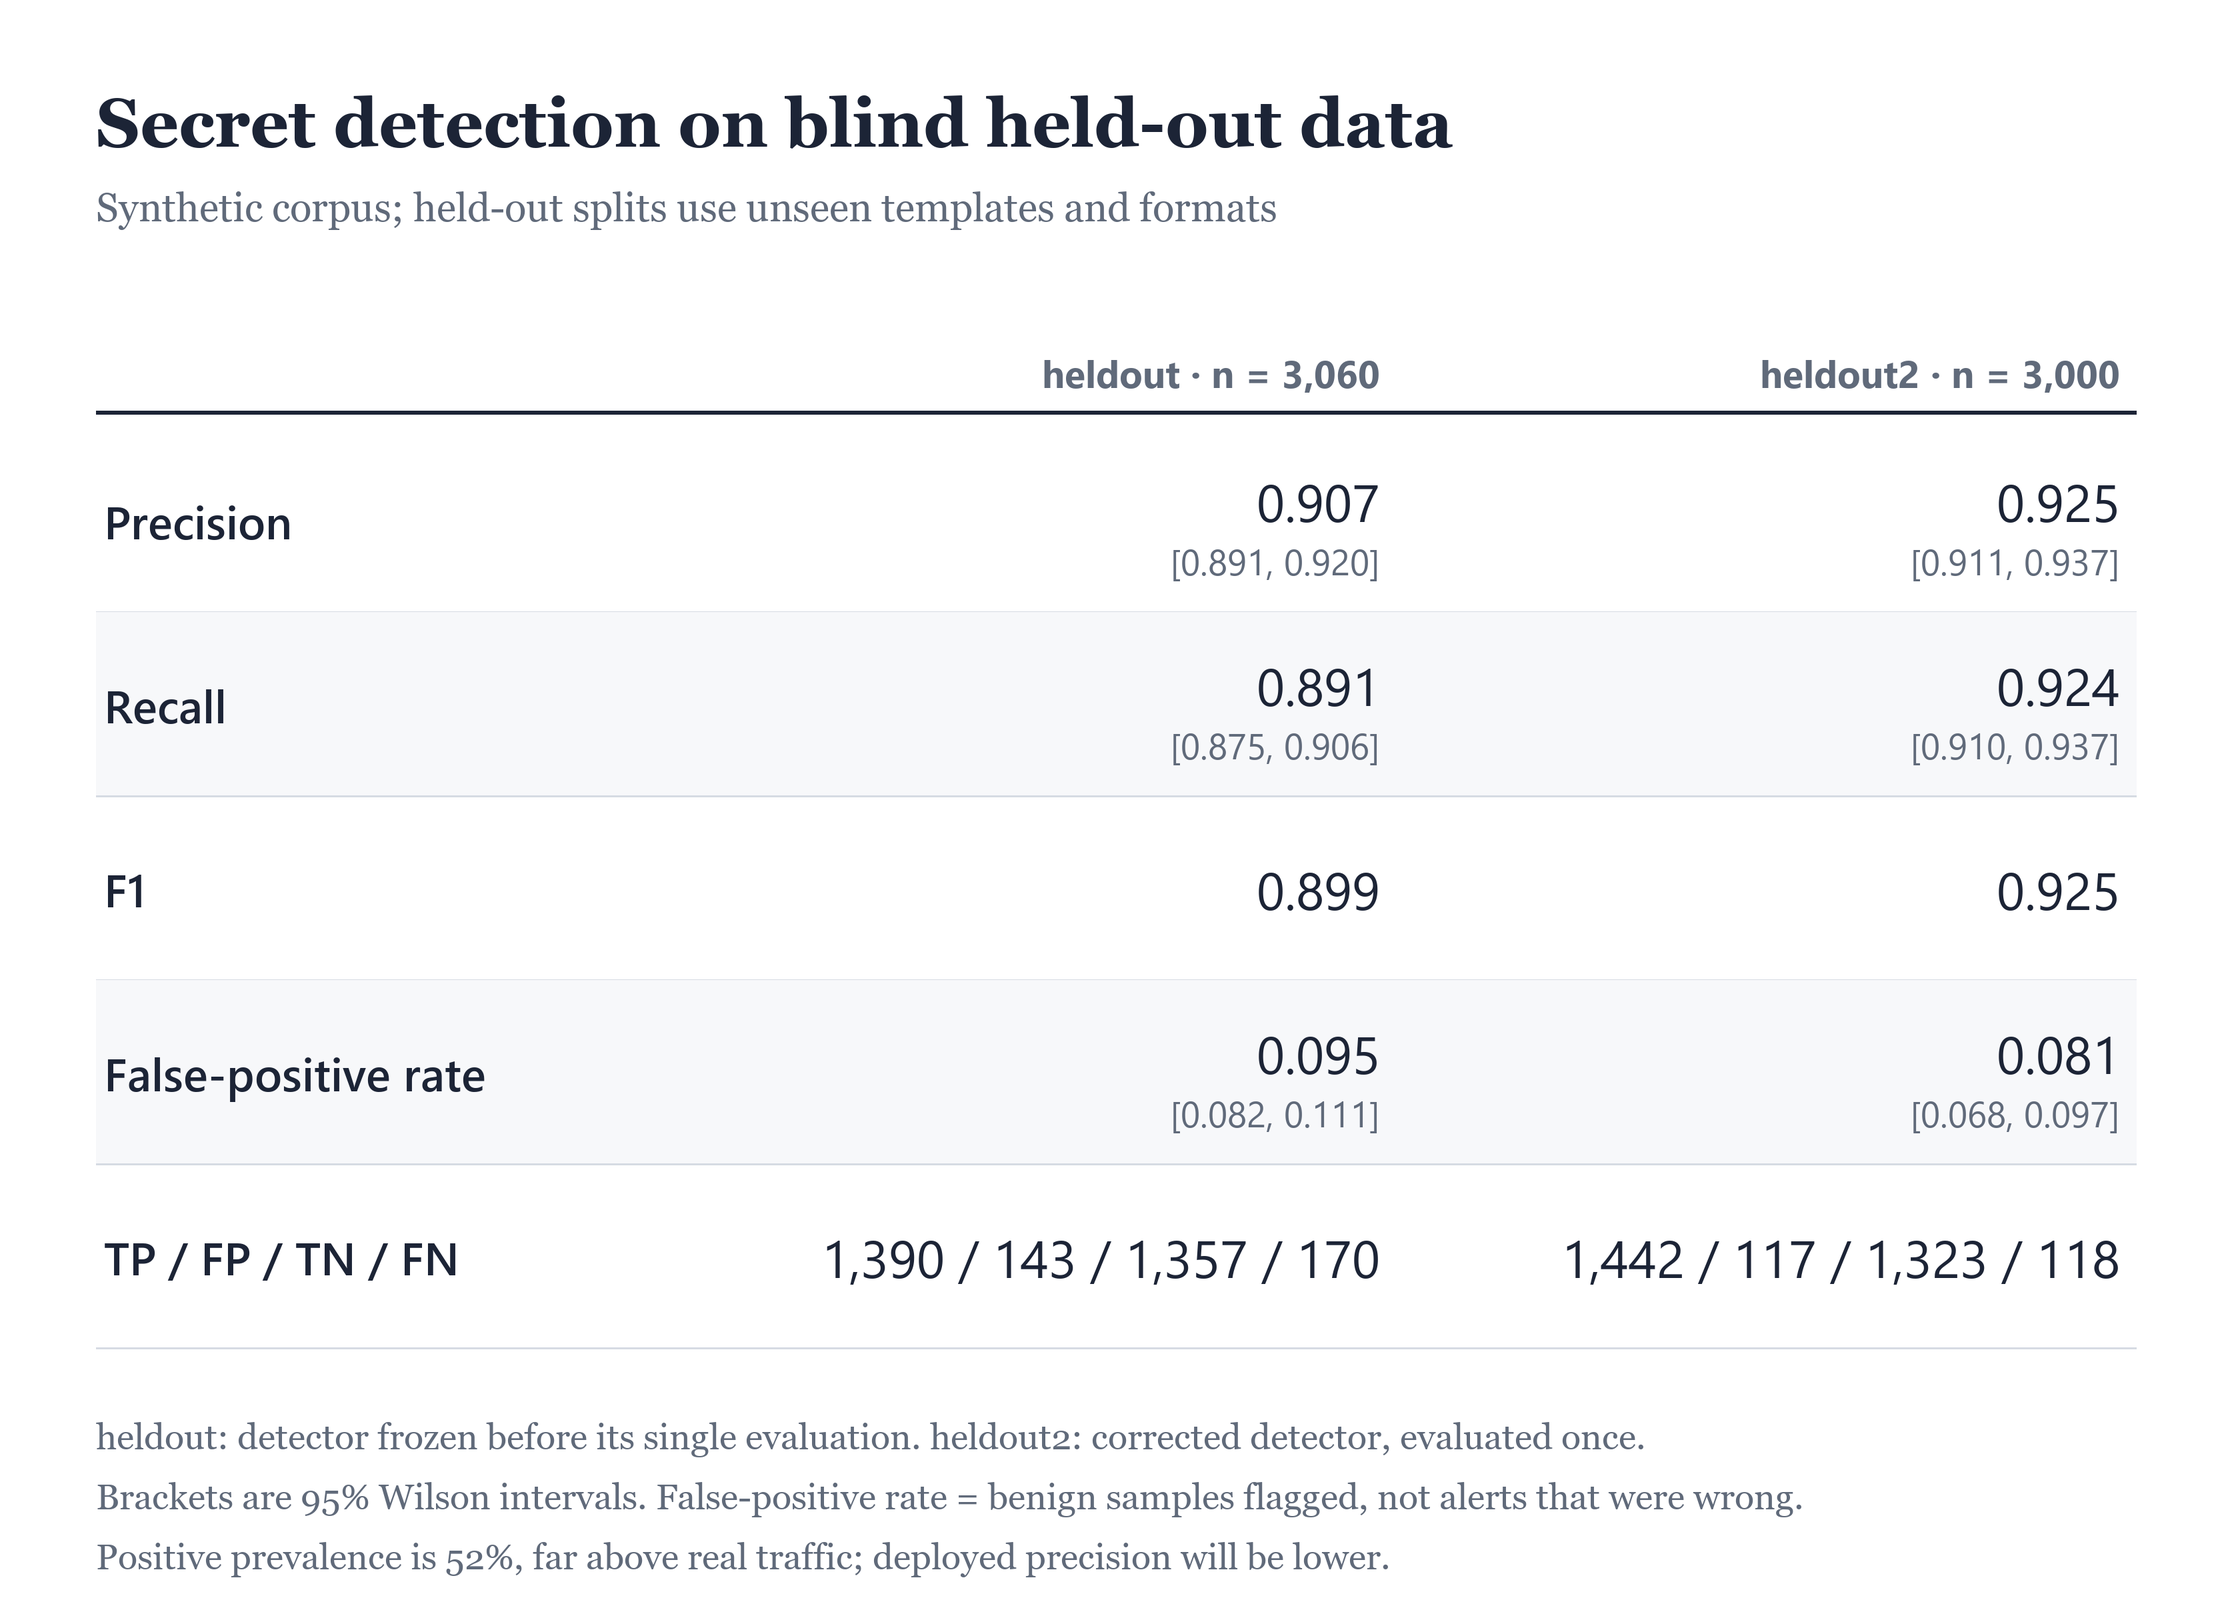 Secret detection on blind held-out data
Synthetic corpus; held-out splits use unseen templates and formats
heldout · n = 3,060 heldout2 · n = 3,000
Precision 0.907 0.925
[0.891, 0.920] [0.911, 0.937]
Recall 0.891 0.924
[0.875, 0.906] [0.910, 0.937]
F1 0.899 0.925
False-positive rate 0.095 0.081
[0.082, 0.111] [0.068, 0.097]
TP / FP / TN / FN 1,390 / 143 / 1,357 / 170 1,442 / 117 / 1,323 / 118
heldout: detector frozen before its single evaluation. heldout2: corrected detector, evaluated once.
Brackets are 95% Wilson intervals. False-positive rate = benign samples flagged, not alerts that were wrong.
Positive prevalence is 52%, far above real traffic; deployed precision will be lower.